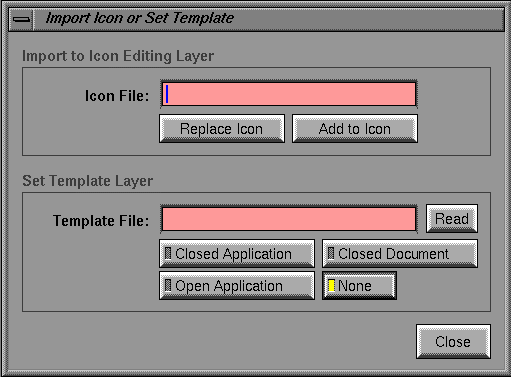 Import Icon or Set Template
Import to Icon Editing Layer
Icon File:
Replace Icon Add to Icon
Set Template Layer
Template File: Read
Closed Application Closed Document
Open Application None
Close